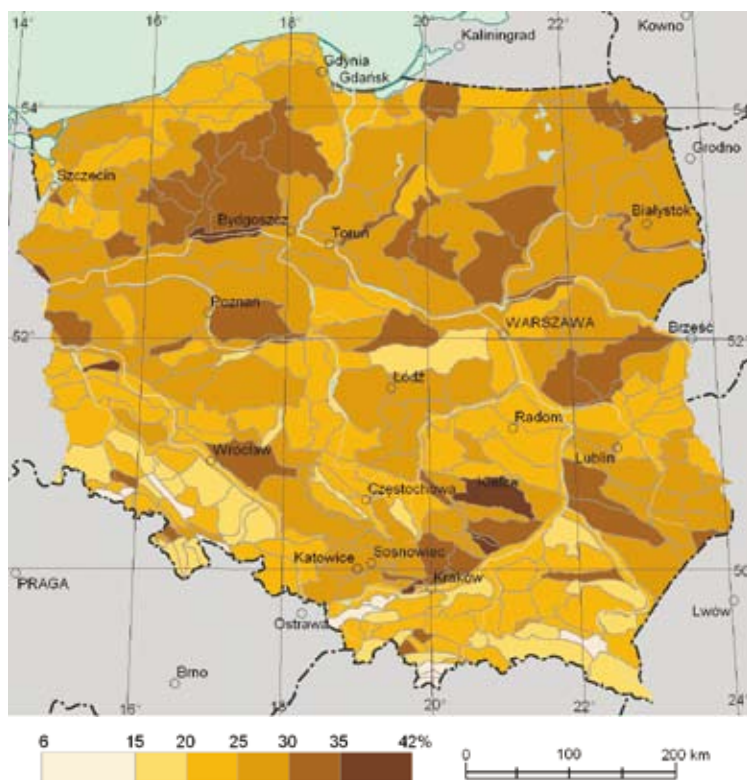 14°
16°
18°
20°
22°
Kowno
Kaliningrad
Gdynia
Gdańsk
54°
54
Grodno
Szczecin
Białystok
Bydgoszcz
Toruń
Poznań
WARSZAWA
Brześć
52°
52°
Łódź
Radom
Lublin
Wrocław
Częstochowa
Kielce
Katowice
Sosnowiec
Kraków
50°
50°
PRAGA
Ostrawa
Lwów
Brno
16°
18°
20°
22°
24°
6 15 20 25 30 35 42%
0 100 200 km